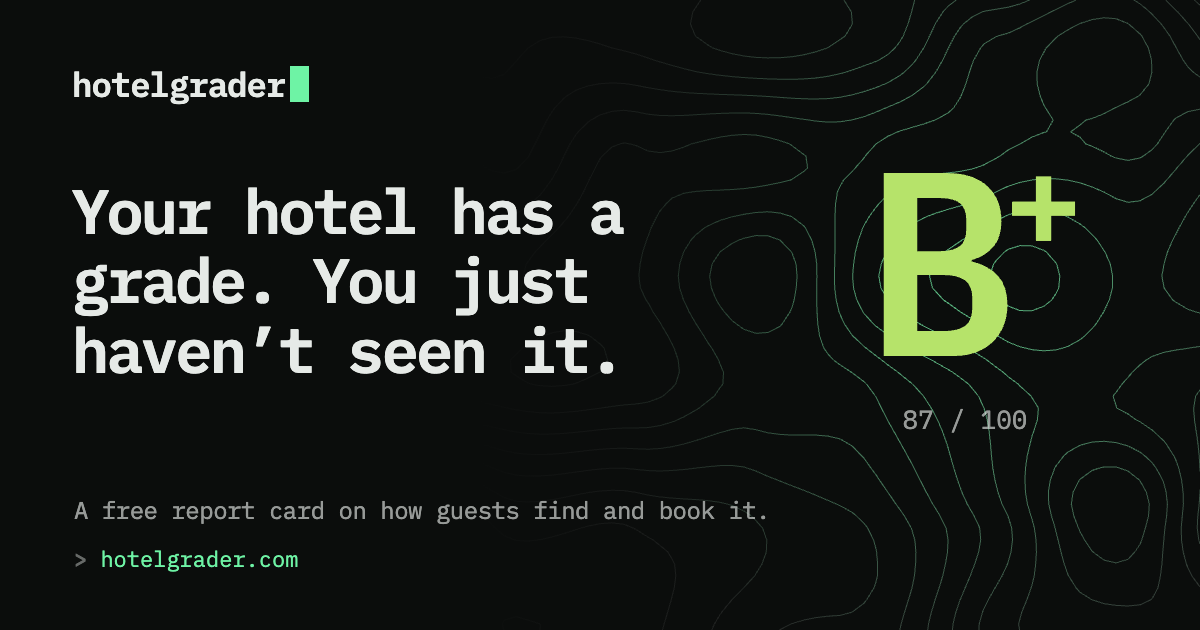 hotelgrader
Your hotel has a
grade. You just
haven’t seen it.
B+
87 / 100
A free report card on how guests find and book it.
> hotelgrader.com